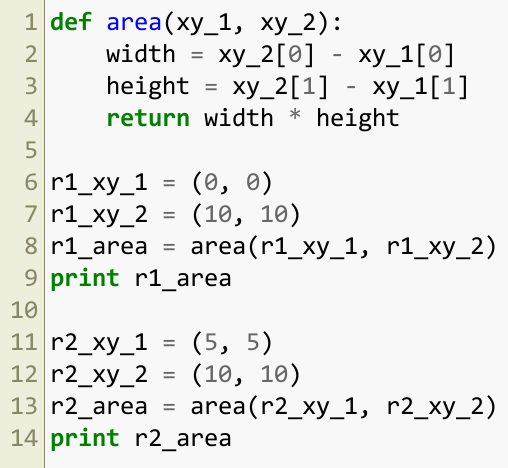 1 def area(xy_1, xy_2):
2     width = xy_2[0] - xy_1[0]
3     height = xy_2[1] - xy_1[1]
4     return width * height
5
6 r1_xy_1 = (0, 0)
7 r1_xy_2 = (10, 10)
8 r1_area = area(r1_xy_1, r1_xy_2)
9 print r1_area
10
11 r2_xy_1 = (5, 5)
12 r2_xy_2 = (10, 10)
13 r2_area = area(r2_xy_1, r2_xy_2)
14 print r2_area